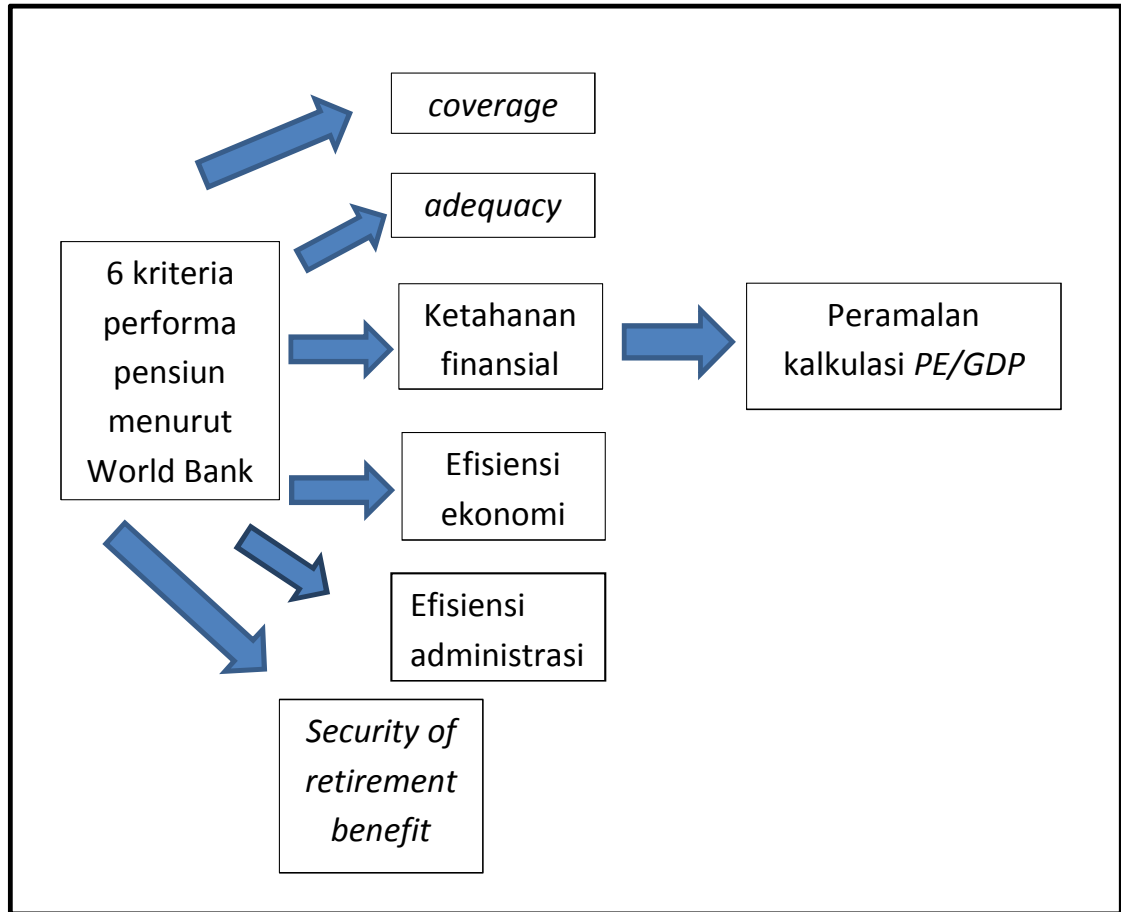 coverage
adequacy
6 kriteria
performa
pensiun
menurut
World Bank
Ketahanan
finansial
Peramalan
kalkulasi PE/GDP
Efisiensi
ekonomi
Efisiensi
administrasi
Security of
retirement
benefit